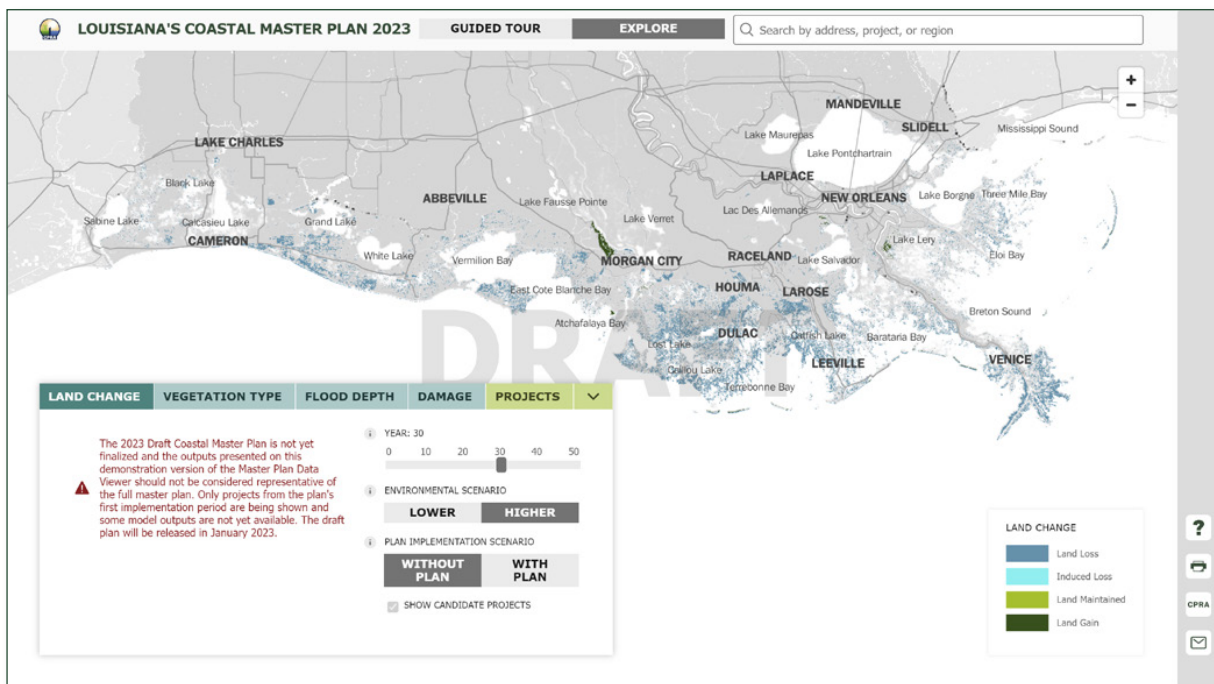 LOUISIANA'S COASTAL MASTER PLAN 2023
GUIDED TOUR
EXPLORE
Search by address, project, or region
+
−
MANDEVILLE
SLIDELL
Mississippi Sound
Lake Maurepas
LAKE CHARLES
Lake Pontchartrain
LAPLACE
Black Lake
ABBEVILLE
Lake Fausse Pointe
NEW ORLEANS
Lake Borgne
Three Mile Bay
Sabine Lake
Calcasieu Lake
Grand Lake
Lake Verret
Lac Des Allemands
CAMERON
White Lake
Vermilion Bay
MORGAN CITY
RACELAND
Lake Salvador
Lake Lery
Eloi Bay
East Cote Blanche Bay
HOUMA
LAROSE
Atchafalaya Bay
Breton Sound
DRAFT
DULAC
Catfish Lake
Barataria Bay
Lost Lake
LEEVILLE
VENICE
Caillou Lake
Terrebonne Bay
LAND CHANGE
VEGETATION TYPE
FLOOD DEPTH
DAMAGE
PROJECTS
The 2023 Draft Coastal Master Plan is not yet
finalized and the outputs presented on this
demonstration version of the Master Plan Data
Viewer should not be considered representative of
the full master plan. Only projects from the plan's
first implementation period are being shown and
some model outputs are not yet available. The draft
plan will be released in January 2023.
i YEAR: 30
0 10 20 30 40 50
i ENVIRONMENTAL SCENARIO
LOWER
HIGHER
i PLAN IMPLEMENTATION SCENARIO
WITHOUT
PLAN
WITH
PLAN
SHOW CANDIDATE PROJECTS
LAND CHANGE
Land Loss
Induced Loss
Land Maintained
Land Gain
?
CPRA